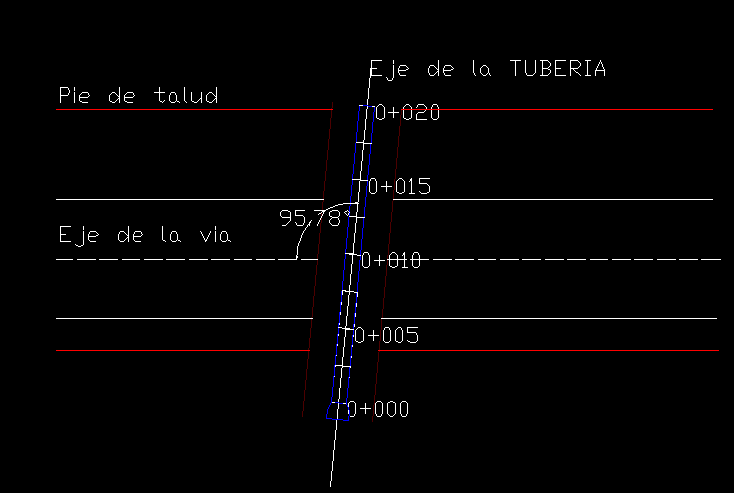 Eje de la TUBERIA
Pie de talud
0+020
0+015
95,78°
Eje de la via
0+010
0+005
0+000